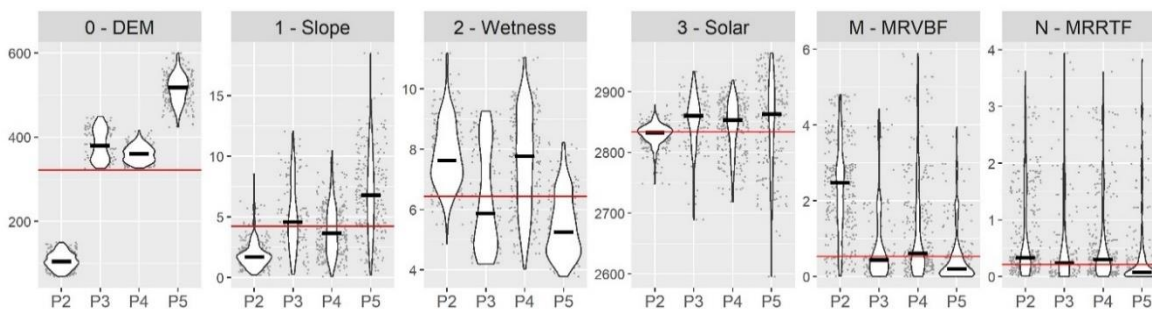 0 - DEM
600
400
200
P2 P3 P4 P5
1 - Slope
15
10
5
0
P2 P3 P4 P5
2 - Wetness
10
8
6
4
P2 P3 P4 P5
3 - Solar
2900
2800
2700
2600
P2 P3 P4 P5
M - MRVBF
6
4
2
0
P2 P3 P4 P5
N - MRRTF
4
3
2
1
0
P2 P3 P4 P5